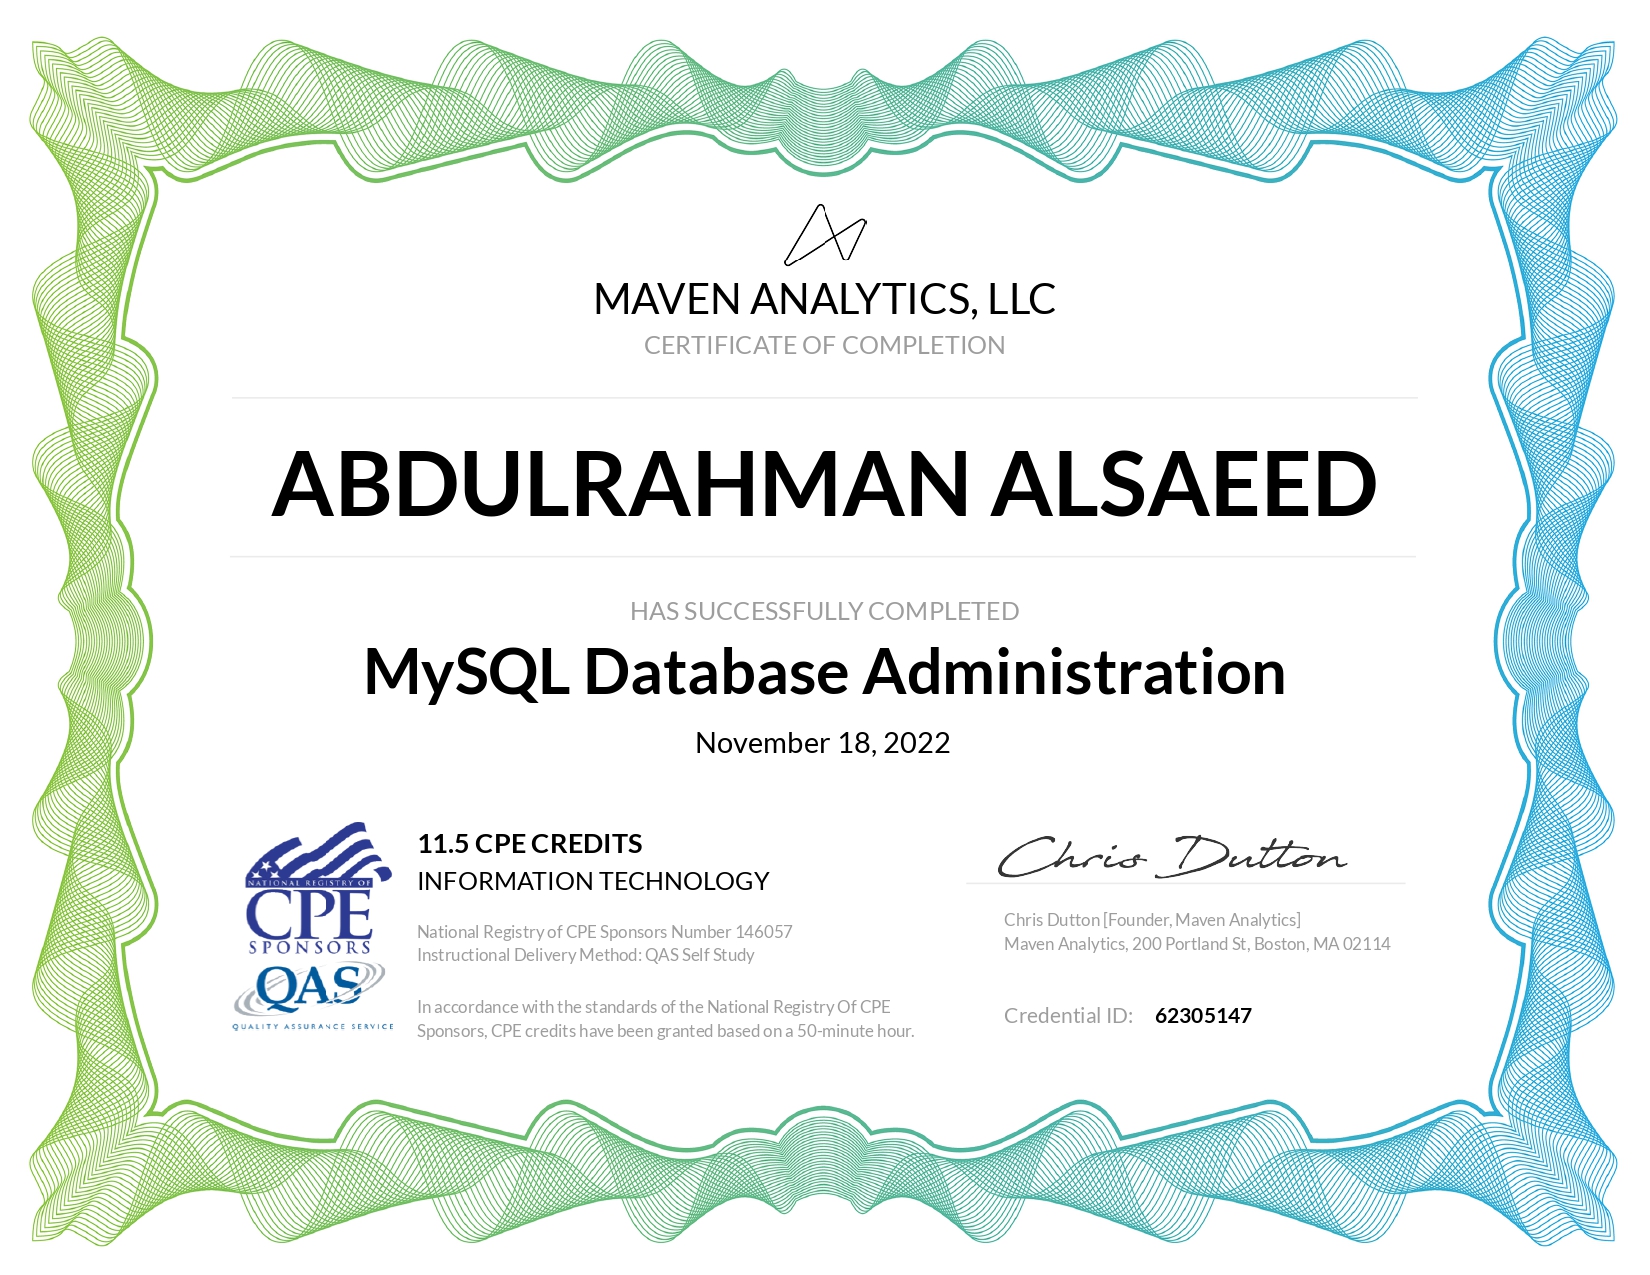 MAVEN ANALYTICS, LLC
CERTIFICATE OF COMPLETION
ABDULRAHMAN ALSAEED
HAS SUCCESSFULLY COMPLETED
MySQL Database Administration
November 18, 2022
NATIONAL REGISTRY OF
CPE
SPONSORS
QAS
QUALITY ASSURANCE SERVICE
11.5 CPE CREDITS
INFORMATION TECHNOLOGY
National Registry of CPE Sponsors Number 146057
Instructional Delivery Method: QAS Self Study
In accordance with the standards of the National Registry Of CPE
Sponsors, CPE credits have been granted based on a 50-minute hour.
Chris Dutton
Chris Dutton [Founder, Maven Analytics]
Maven Analytics, 200 Portland St, Boston, MA 02114
Credential ID: 62305147